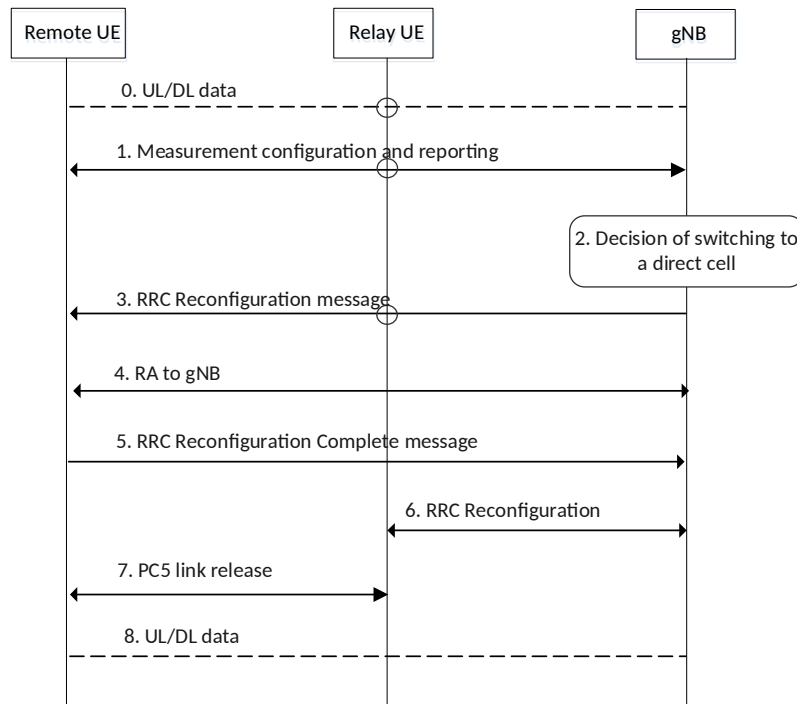 Remote UE
Relay UE
gNB
0. UL/DL data
1. Measurement configuration and reporting
2. Decision of switching to
a direct cell
3. RRC Reconfiguration message
4. RA to gNB
5. RRC Reconfiguration Complete message
6. RRC Reconfiguration
7. PC5 link release
8. UL/DL data